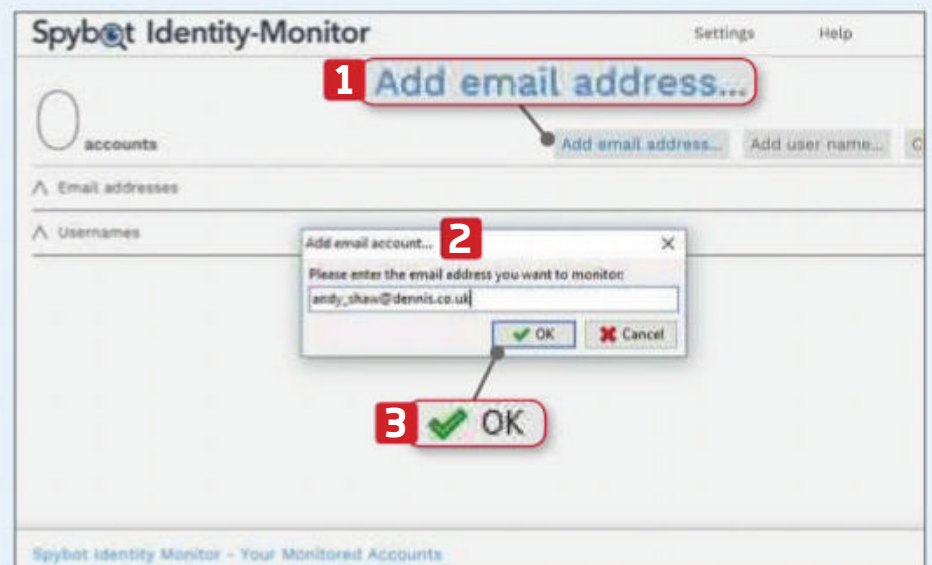 Spybot Identity-Monitor
Settings Help
1 Add email address...
0 accounts
Add email address... Add user name... C
Email addresses
Usernames
Add email account... 2
Please enter the email address you want to monitor:
andy_shaw@dennis.co.uk
OK Cancel
3 OK
Spybot Identity Monitor - Your Monitored Accounts